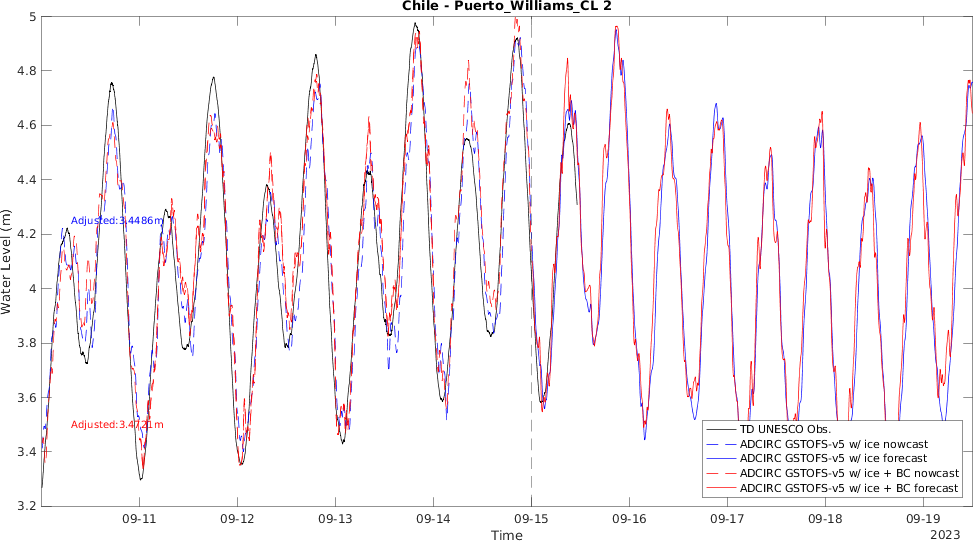 Chile - Puerto_Williams_CL 2
Water Level (m)
5
4.8
4.6
4.4
4.2
4
3.8
3.6
3.4
3.2
Adjusted:3.4486m
Adjusted:3.4721m
TD UNESCO Obs.
ADCIRC GSTOFS-v5 w/ ice nowcast
ADCIRC GSTOFS-v5 w/ ice forecast
ADCIRC GSTOFS-v5 w/ ice + BC nowcast
ADCIRC GSTOFS-v5 w/ ice + BC forecast
09-11 09-12 09-13 09-14 09-15 09-16 09-17 09-18 09-19
Time
2023